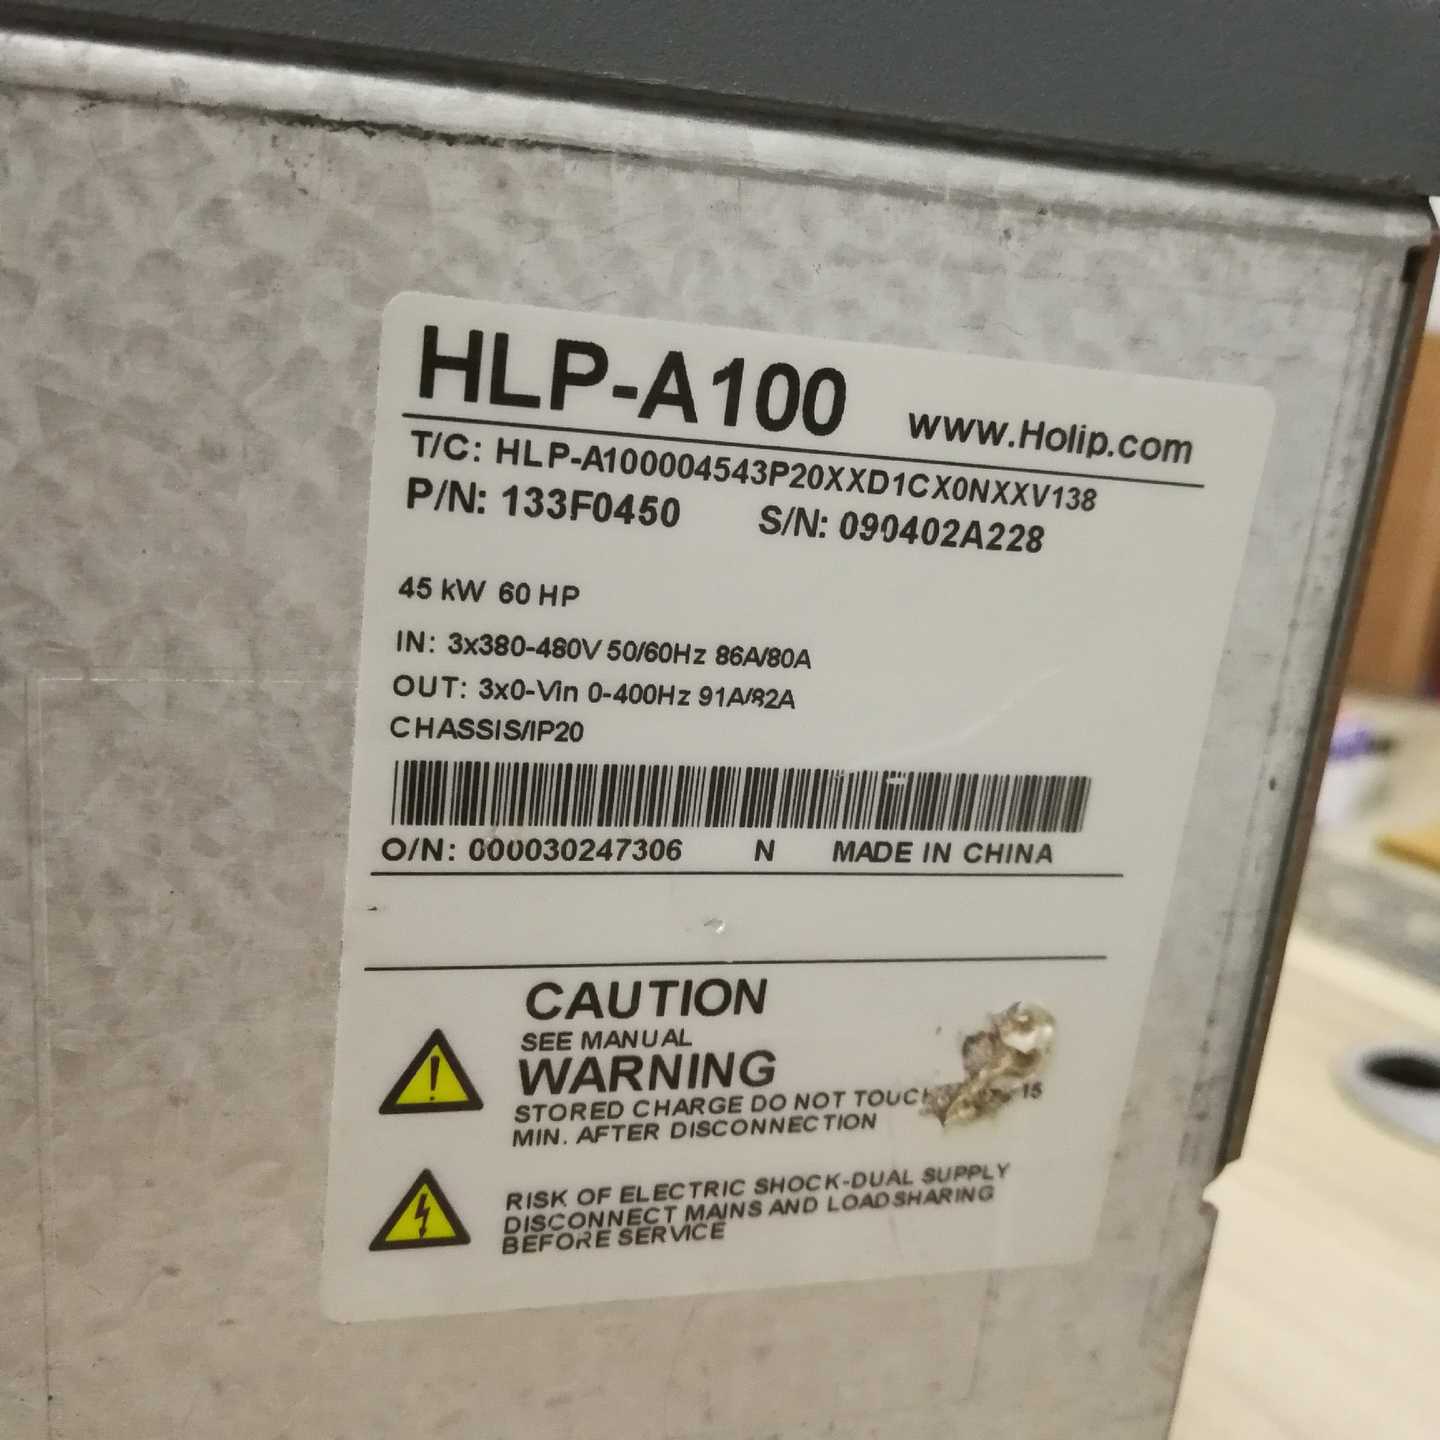 HLP-A100 www.Holip.com
T/C: HLP-A100004543P20XXD1CX0NXXV138
P/N: 133F0450 S/N: 090402A228
45 kW 60 HP
IN: 3x380-480V 50/60Hz 86A/80A
OUT: 3x0-Vin 0-400Hz 91A/82A
CHASSIS/IP20
O/N: 000030247306 N MADE IN CHINA
CAUTION
SEE MANUAL
WARNING
STORED CHARGE DO NOT TOUCH 15
MIN. AFTER DISCONNECTION
RISK OF ELECTRIC SHOCK-DUAL SUPPLY
DISCONNECT MAINS AND LOADSHARING
BEFORE SERVICE